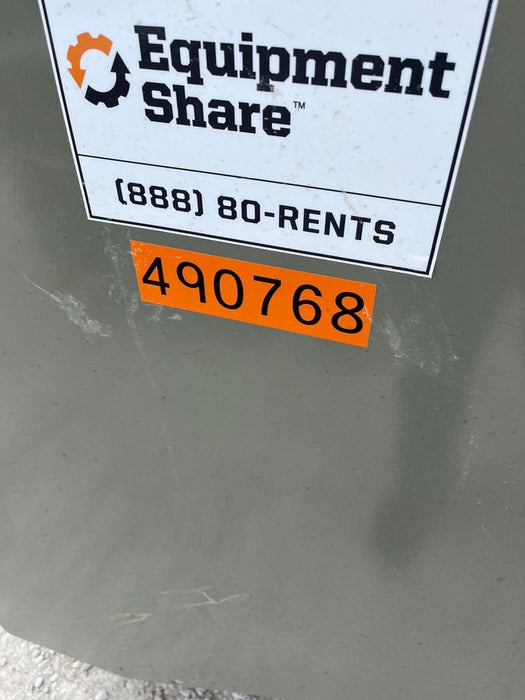 Equipment
Share™
(888) 80-RENTS
490768